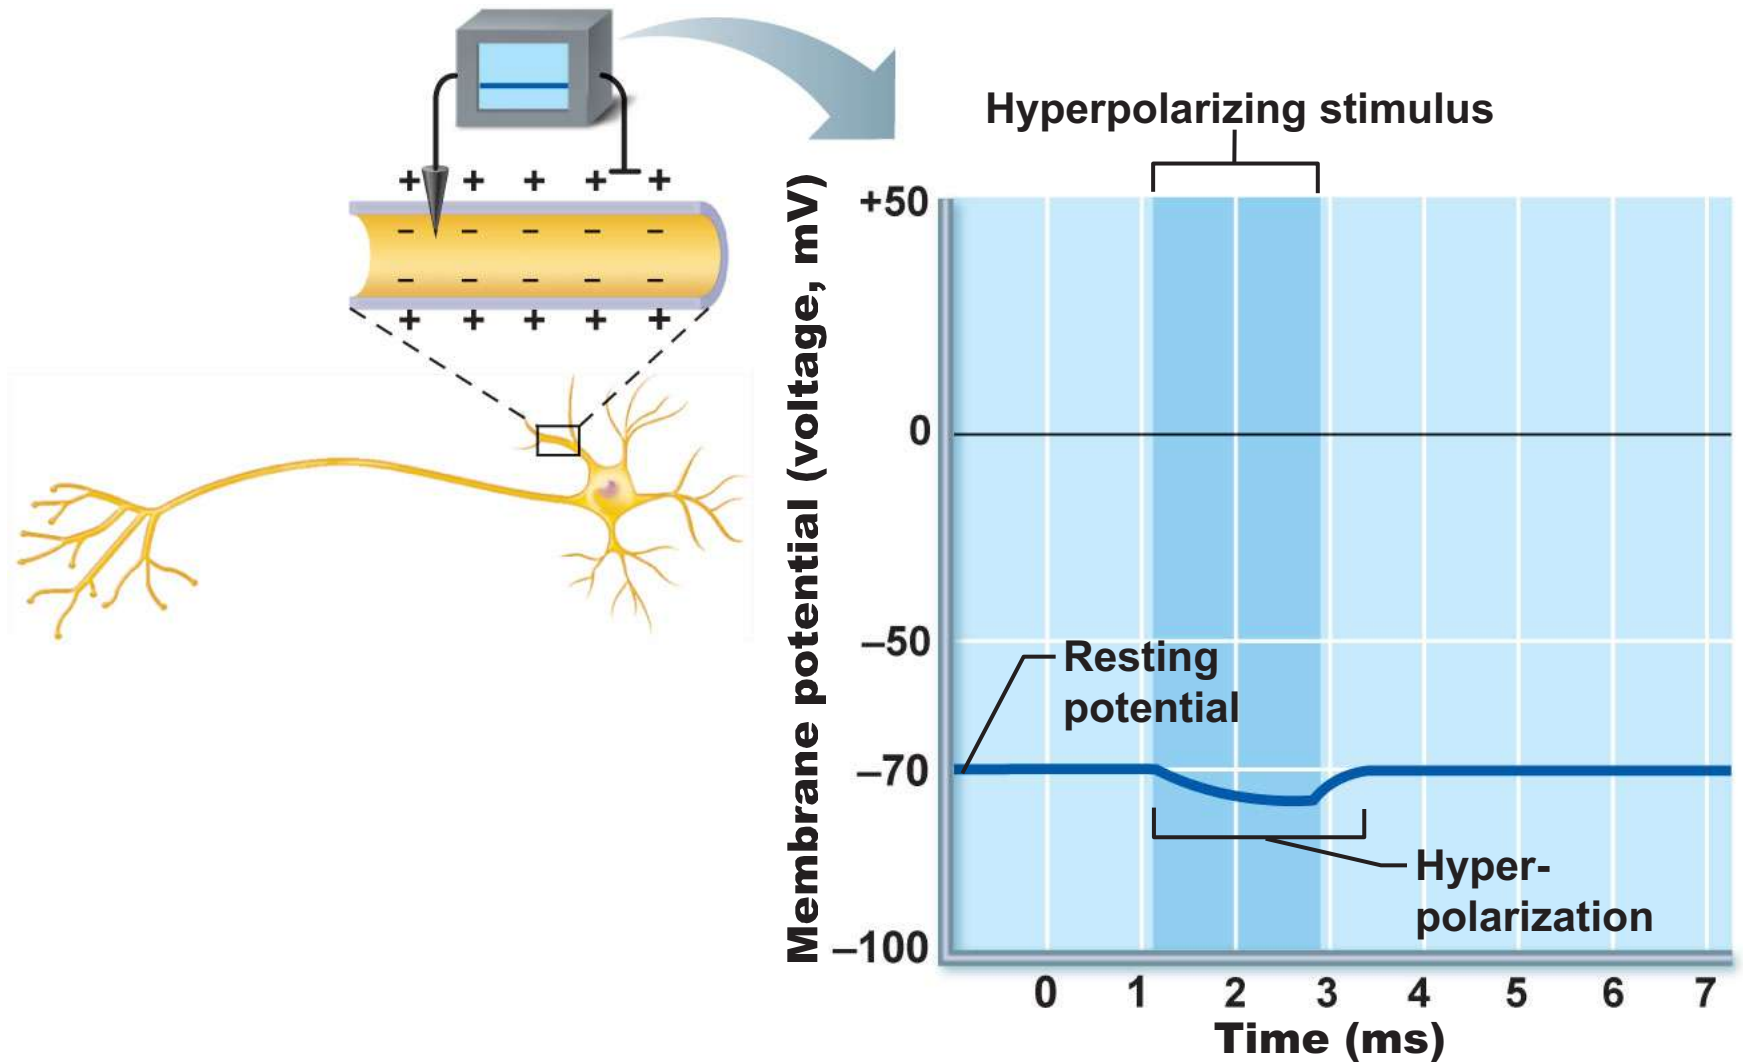 Hyperpolarizing stimulus
Membrane potential (voltage, mV)
+50
0
–50
–70
–100
Resting
potential
Hyper-
polarization
0 1 2 3 4 5 6 7
Time (ms)
+ + + + +
– – – – –
– – – – –
+ + + + +